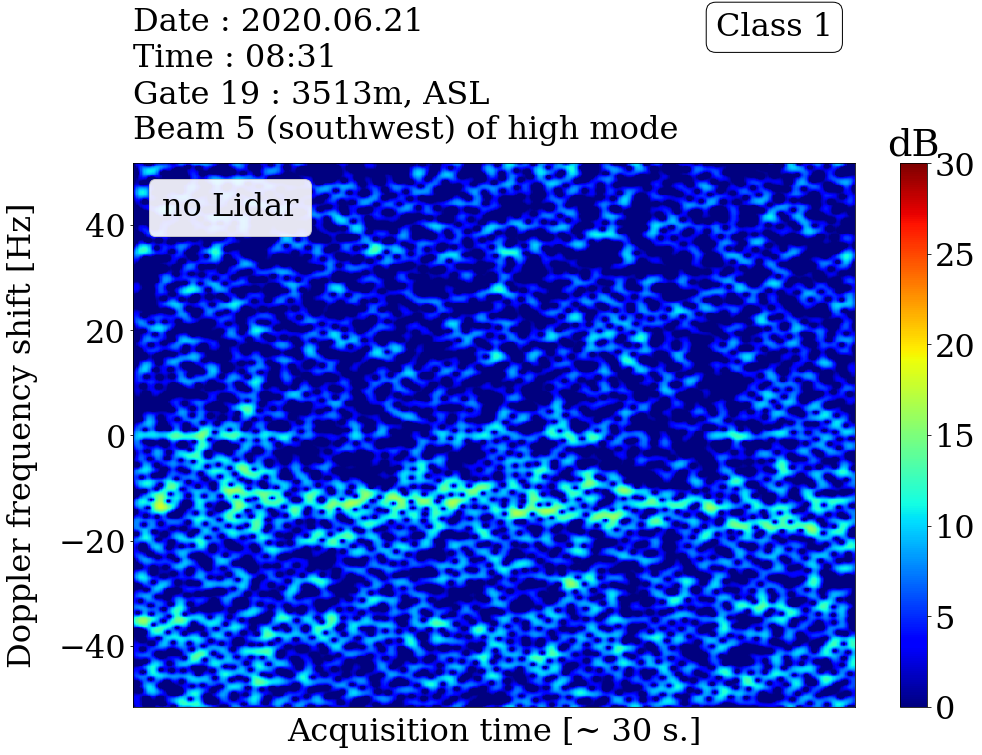 Date : 2020.06.21
Time : 08:31
Gate 19 : 3513m, ASL
Beam 5 (southwest) of high mode
Class 1
dB
no Lidar
Doppler frequency shift [Hz]
40
20
0
−20
−40
30
25
20
15
10
5
0
Acquisition time [~ 30 s.]